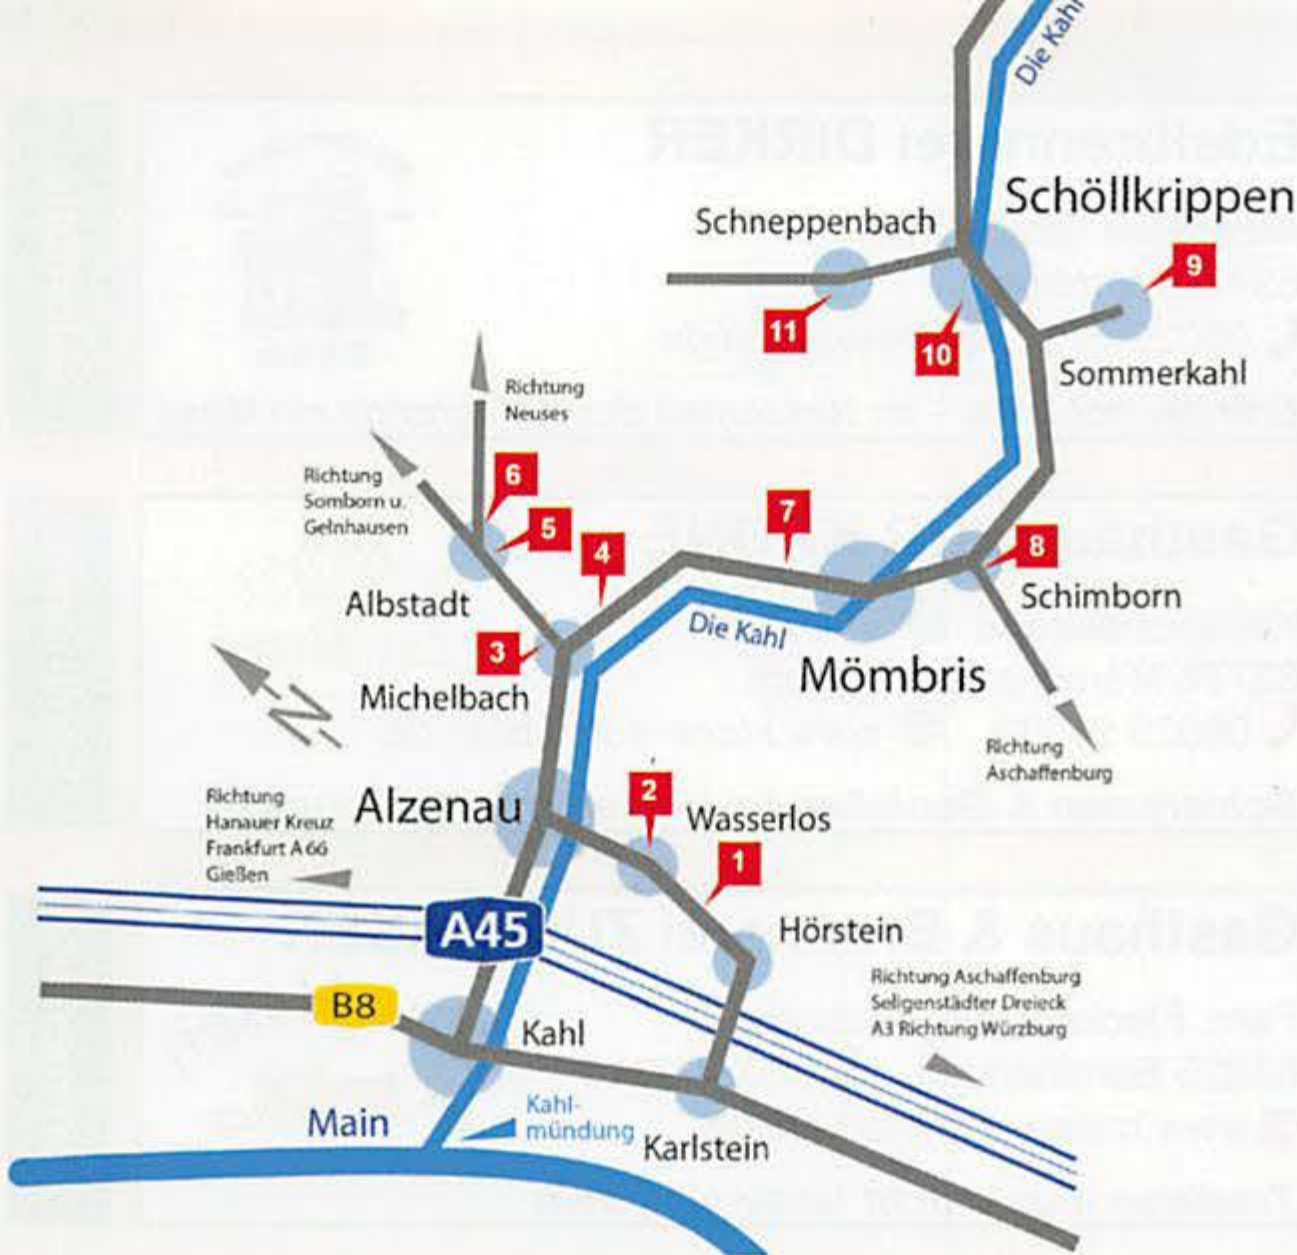 Die Kahl
Schöllkrippen
Schneppenbach
9
11
10
Sommerkahl
Richtung
Neuses
Richtung
Somborn u.
Gelnhausen
6
5
4
7
8
Albstadt
Schimborn
Die Kahl
3
Mömbris
Michelbach
Richtung
Aschaffenburg
Richtung
Hanauer Kreuz
Frankfurt A 66
Gießen
Alzenau
2
Wasserlos
1
A45
Hörstein
Richtung Aschaffenburg
Seligenstädter Dreieck
A3 Richtung Würzburg
B8
Kahl
Main
Kahl-
mündung
Karlstein
N